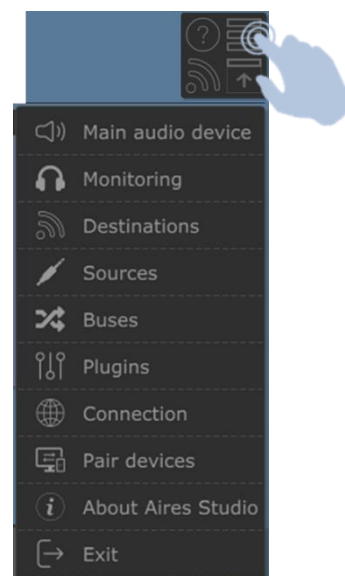 ?
Main audio device
Monitoring
Destinations
Sources
Buses
Plugins
Connection
Pair devices
i
About Aires Studio
Exit